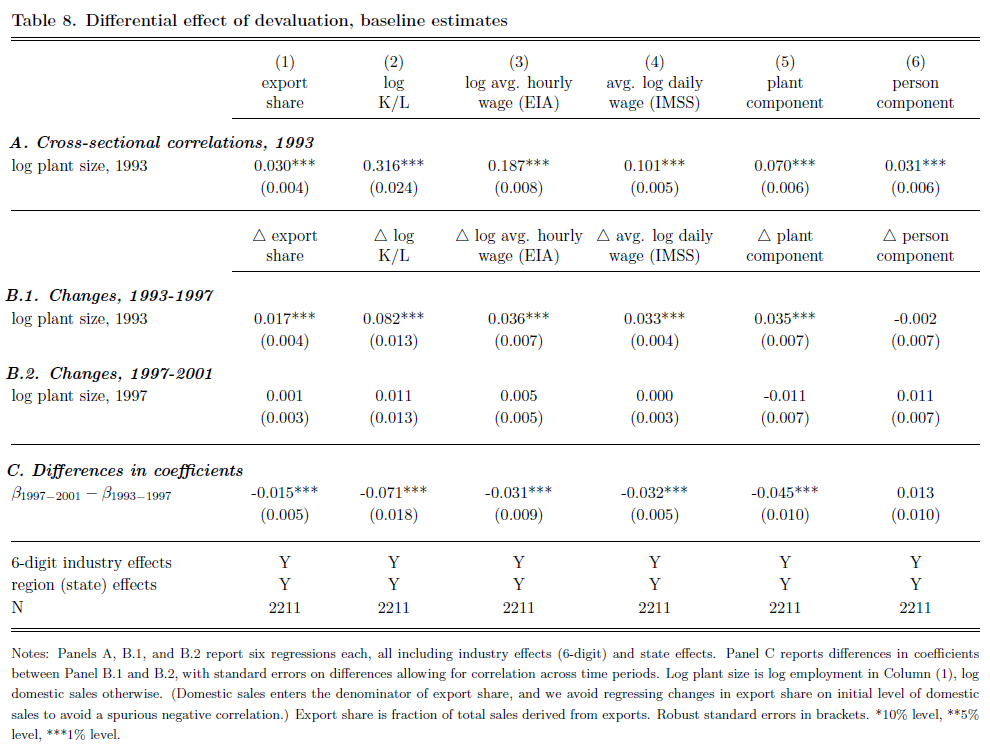 Table 8. Differential effect of devaluation, baseline estimates
(1) (2) (3) (4) (5) (6)
export log log avg. hourly avg. log daily plant person
share K/L wage (EIA) wage (IMSS) component component
A. Cross-sectional correlations, 1993
log plant size, 1993 0.030*** 0.316*** 0.187*** 0.101*** 0.070*** 0.031***
(0.004) (0.024) (0.008) (0.005) (0.006) (0.006)
△ export △ log △ log avg. hourly △ avg. log daily △ plant △ person
share K/L wage (EIA) wage (IMSS) component component
B.1. Changes, 1993-1997
log plant size, 1993 0.017*** 0.082*** 0.036*** 0.033*** 0.035*** -0.002
(0.004) (0.013) (0.007) (0.004) (0.007) (0.007)
B.2. Changes, 1997-2001
log plant size, 1997 0.001 0.011 0.005 0.000 -0.011 0.011
(0.003) (0.013) (0.005) (0.003) (0.007) (0.007)
C. Differences in coefficients
β1997−2001 − β1993−1997 -0.015*** -0.071*** -0.031*** -0.032*** -0.045*** 0.013
(0.005) (0.018) (0.009) (0.005) (0.010) (0.010)
6-digit industry effects Y Y Y Y Y Y
region (state) effects Y Y Y Y Y Y
N 2211 2211 2211 2211 2211 2211
Notes: Panels A, B.1, and B.2 report six regressions each, all including industry effects (6-digit) and state effects. Panel C reports differences in coefficients
between Panel B.1 and B.2, with standard errors on differences allowing for correlation across time periods. Log plant size is log employment in Column (1), log
domestic sales otherwise. (Domestic sales enters the denominator of export share, and we avoid regressing changes in export share on initial level of domestic
sales to avoid a spurious negative correlation.) Export share is fraction of total sales derived from exports. Robust standard errors in brackets. *10% level, **5%
level, ***1% level.